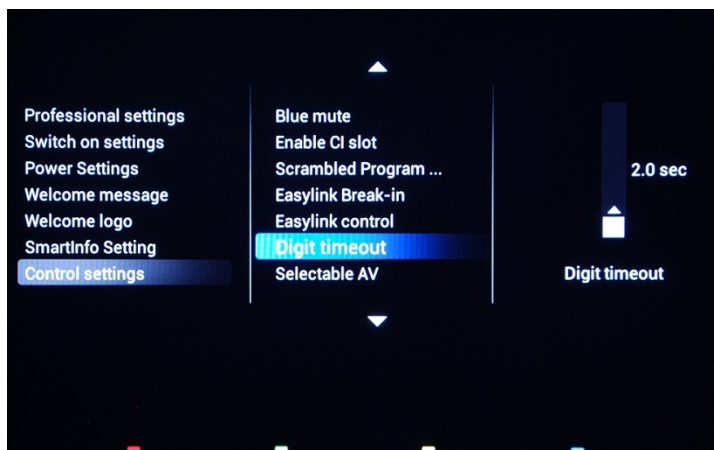 Professional settings
Switch on settings
Power Settings
Welcome message
Welcome logo
SmartInfo Setting
Control settings
Blue mute
Enable CI slot
Scrambled Program ...
Easylink Break-in
Easylink control
Digit timeout
Selectable AV
2.0 sec
Digit timeout